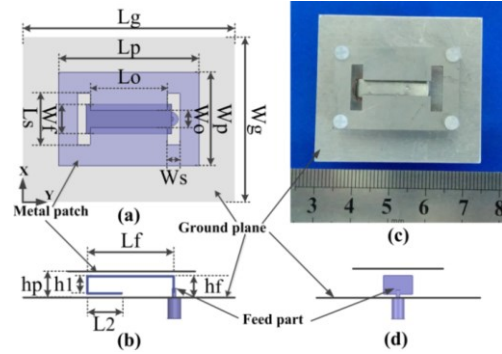 Lg
Lp
Lo
Ls
Wf
Wo
Wp
Wg
Ws
X
Y
Metal patch
(a)
Ground plane
(c)
3 4 5 6 7 8
Lf
hp
h1
hf
L2
Feed part
(b)
(d)